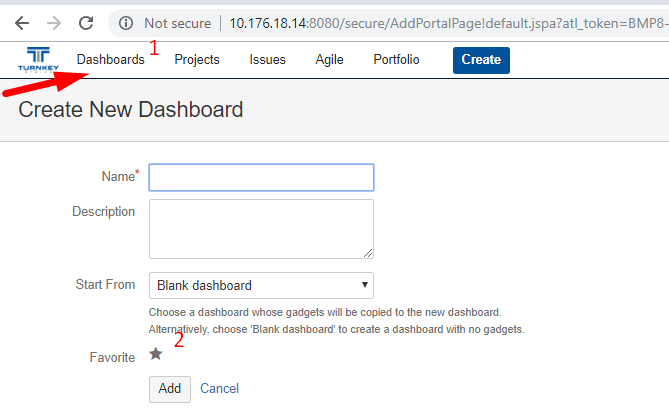 Not secure | 10.176.18.14:8080/secure/AddPortalPage!default.jspa?atl_token=BMP8-
TURNKEY
Dashboards 1 Projects Issues Agile Portfolio Create
Create New Dashboard
Name*
Description
Start From Blank dashboard
Choose a dashboard whose gadgets will be copied to the new dashboard.
Alternatively, choose 'Blank dashboard' to create a dashboard with no gadgets.
2
Favorite
Add Cancel